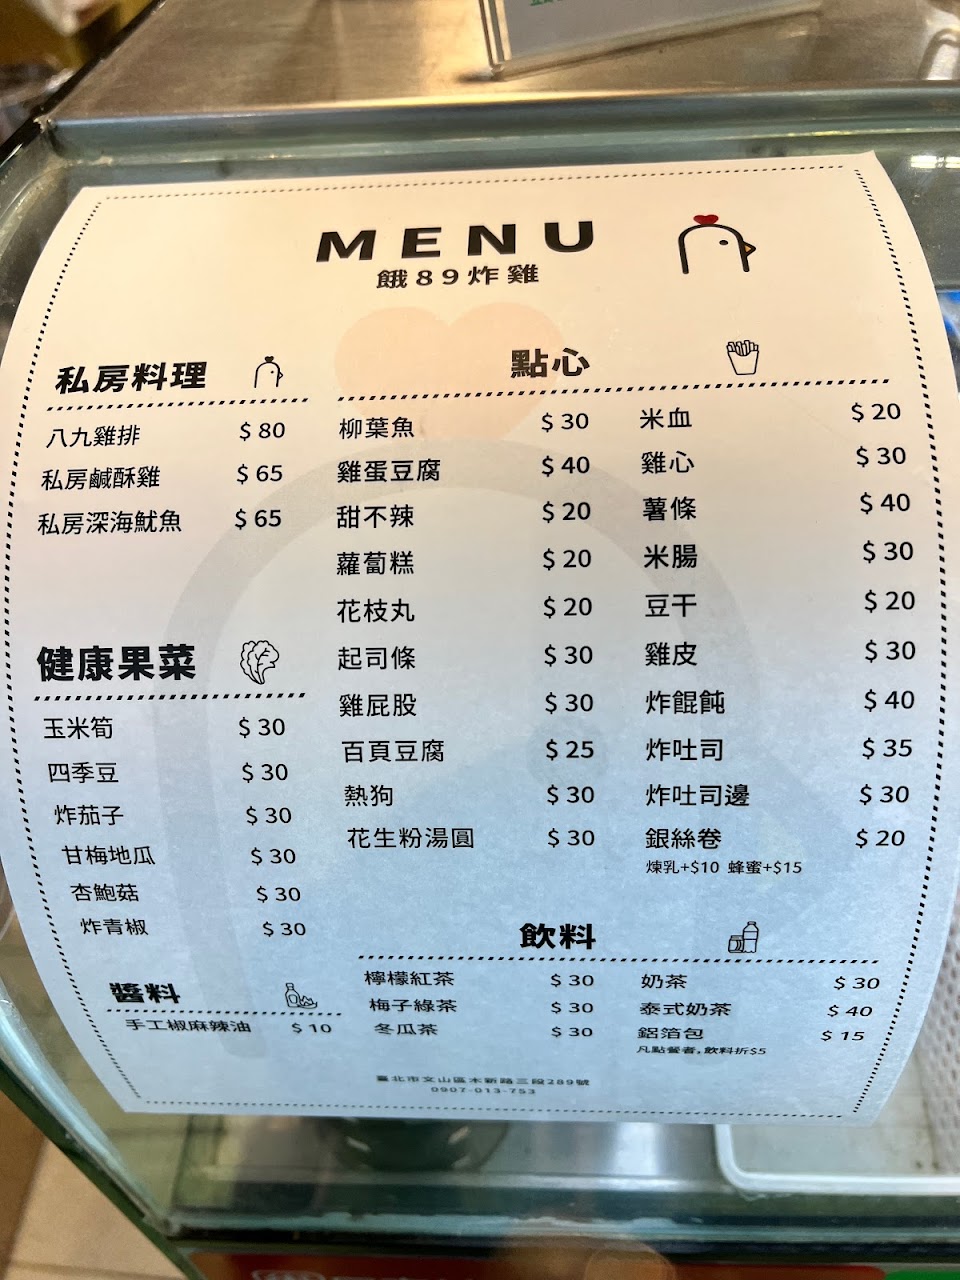 MENU
餓89炸雞
私房料理
八九雞排 $80
私房鹹酥雞 $65
私房深海魷魚 $65
健康果菜
玉米筍 $30
四季豆 $30
炸茄子 $30
甘梅地瓜 $30
杏鮑菇 $30
炸青椒 $30
醬料
手工椒麻辣油 $10
點心
柳葉魚 $30
雞蛋豆腐 $40
甜不辣 $20
蘿蔔糕 $20
花枝丸 $20
起司條 $30
雞屁股 $30
百頁豆腐 $25
熱狗 $30
花生粉湯圓 $30
米血 $20
雞心 $30
薯條 $40
米腸 $30
豆干 $20
雞皮 $30
炸餛飩 $40
炸吐司 $35
炸吐司邊 $30
銀絲卷 $20
煉乳+$10 蜂蜜+$15
飲料
檸檬紅茶 $30
梅子綠茶 $30
冬瓜茶 $30
奶茶 $30
泰式奶茶 $40
鋁箔包 $15
凡點餐者,飲料折$5
臺北市文山區木新路三段289號
0907-013-753